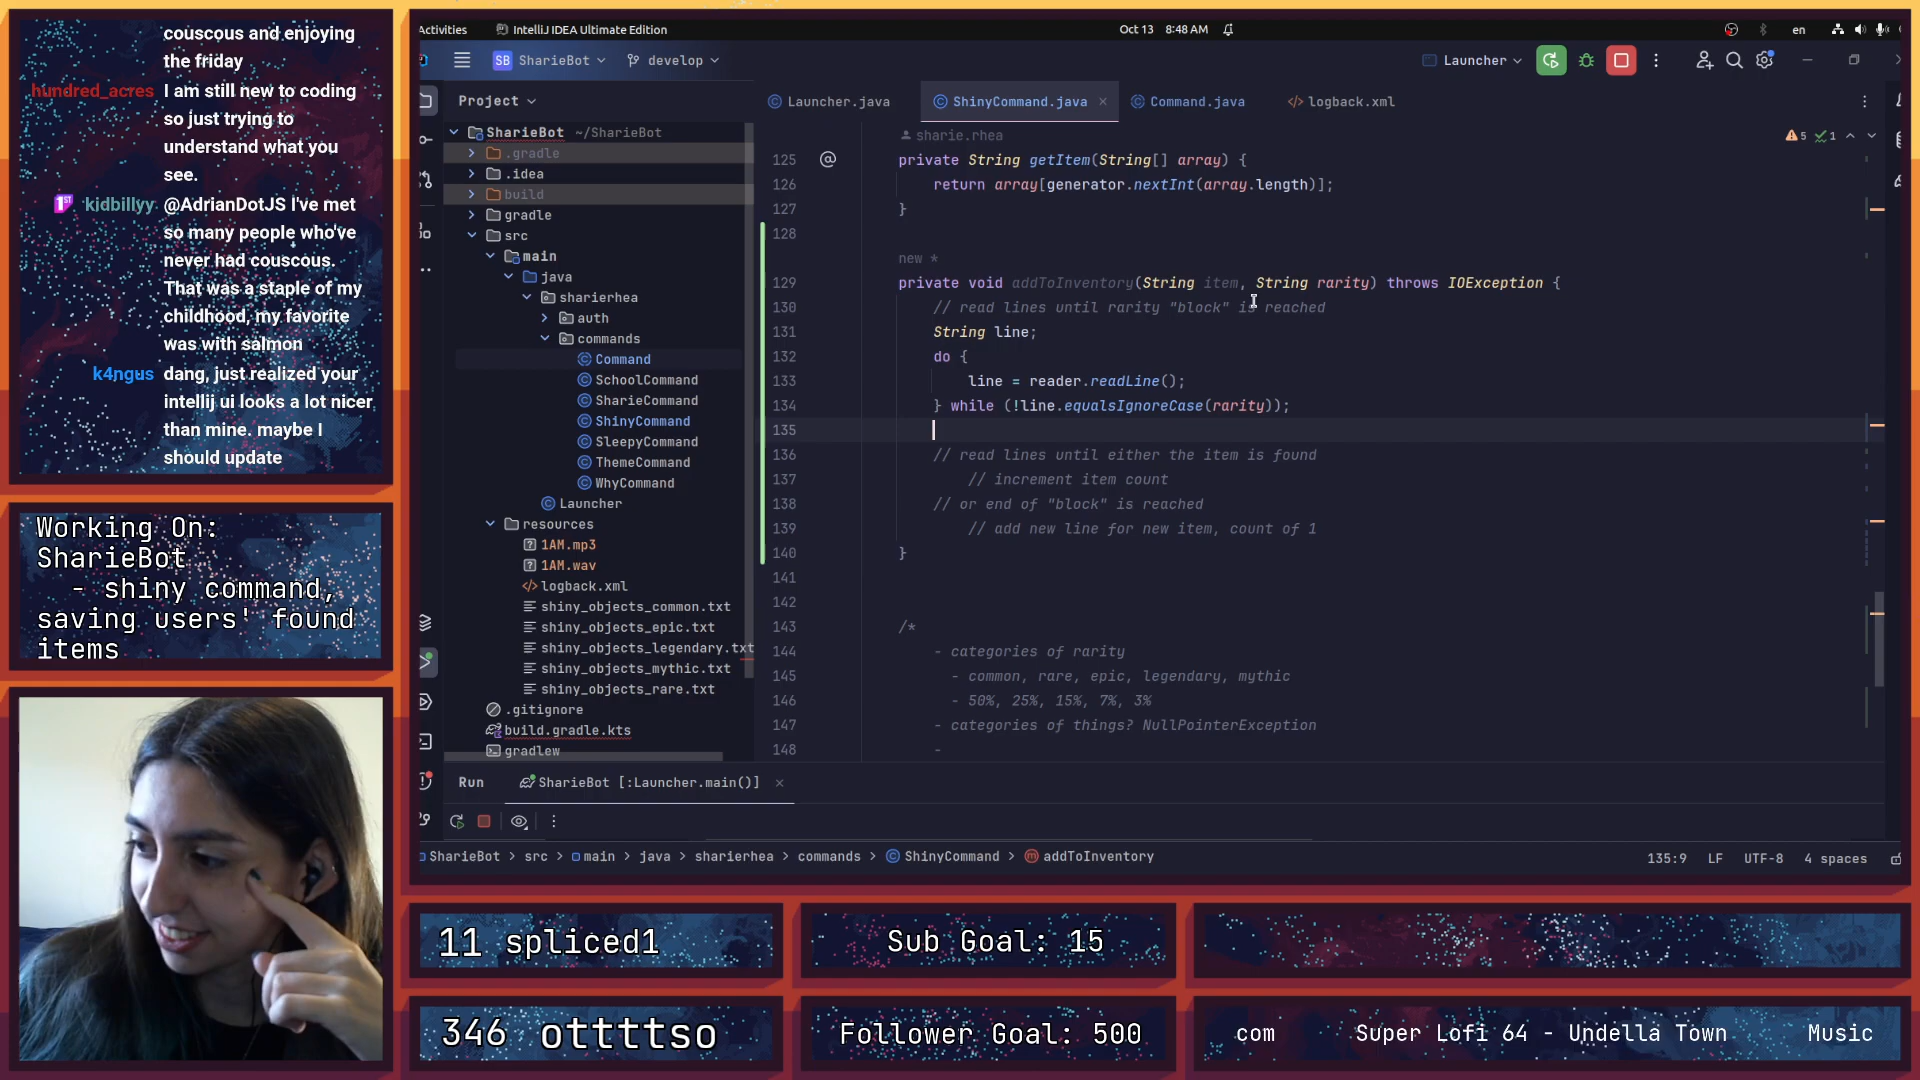 couscous and enjoying
the friday
hundred_acres I am still new to coding
so just trying to
understand what you
see.
kidbillyy @AdrianDotJS I've met
so many people who've
never had couscous.
That was a staple of my
childhood, my favorite
was with salmon
k4ngus dang, just realized your
intellij ui looks a lot nicer
than mine. maybe I
should update
Working On:
SharieBot
- shiny command,
saving users' found
items
Activities
IntelliJ IDEA Ultimate Edition
Oct 13 8:48 AM
en
SB SharieBot
develop
Launcher
Project
Launcher.java
ShinyCommand.java
Command.java
logback.xml
SharieBot ~/SharieBot
.gradle
.idea
build
gradle
src
main
java
sharierhea
auth
commands
Command
SchoolCommand
SharieCommand
ShinyCommand
SleepyCommand
ThemeCommand
WhyCommand
Launcher
resources
1AM.mp3
1AM.wav
logback.xml
shiny_objects_common.txt
shiny_objects_epic.txt
shiny_objects_legendary.txt
shiny_objects_mythic.txt
shiny_objects_rare.txt
.gitignore
build.gradle.kts
gradlew
sharie.rhea
5 1
125 private String getItem(String[] array) {
126 return array[generator.nextInt(array.length)];
127 }
128
new *
129 private void addToInventory(String item, String rarity) throws IOException {
130 // read lines until rarity "block" is reached
131 String line;
132 do {
133 line = reader.readLine();
134 } while (!line.equalsIgnoreCase(rarity));
135
136 // read lines until either the item is found
137 // increment item count
138 // or end of "block" is reached
139 // add new line for new item, count of 1
140 }
141
142
143 /*
144 - categories of rarity
145 - common, rare, epic, legendary, mythic
146 - 50%, 25%, 15%, 7%, 3%
147 - categories of things? NullPointerException
148 -
Run
SharieBot [:Launcher.main()]
SharieBot > src > main > java > sharierhea > commands > ShinyCommand > addToInventory
135:9 LF UTF-8 4 spaces
11 spliced1
Sub Goal: 15
346 ottttso
Follower Goal: 500
com Super Lofi 64 - Undella Town Music